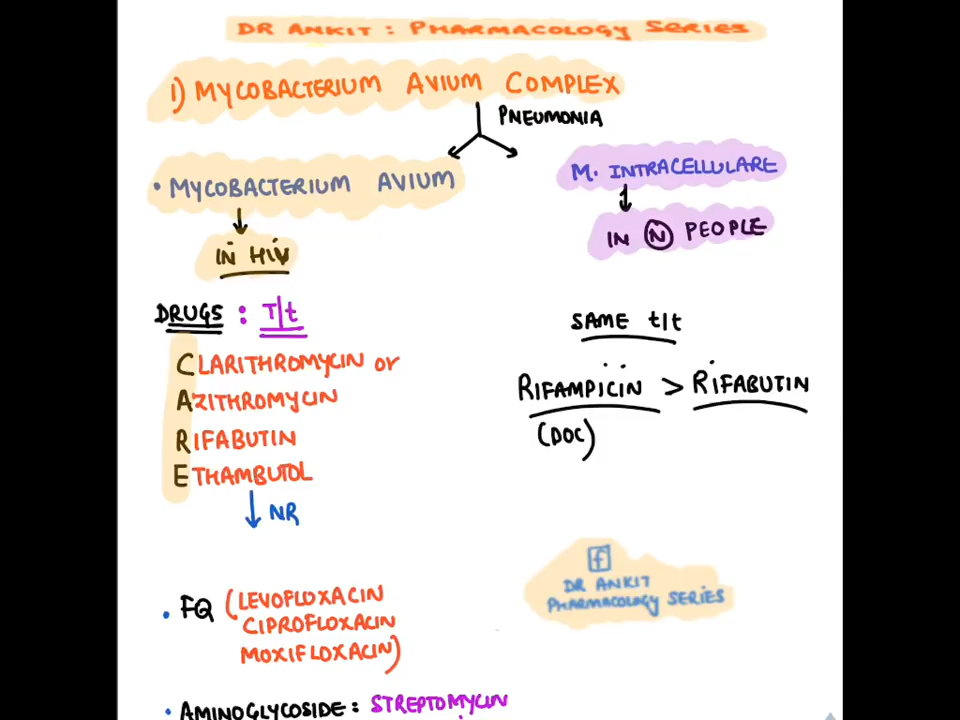 DR ANKIT : PHARMACOLOGY SERIES
1) MYCOBACTERIUM AVIUM COMPLEX
PNEUMONIA
• MYCOBACTERIUM AVIUM
IN HIV
M. INTRACELLULARE
IN N PEOPLE
DRUGS : T/t
CLARITHROMYCIN or
AZITHROMYCIN
RIFABUTIN
ETHAMBUTOL
NR
SAME t/t
RIFAMPICIN > RIFABUTIN
(DOC)
f
DR ANKIT
PHARMACOLOGY SERIES
• FQ (LEVOFLOXACIN
CIPROFLOXACIN
MOXIFLOXACIN)
• AMINOGLYCOSIDE : STREPTOMYCIN